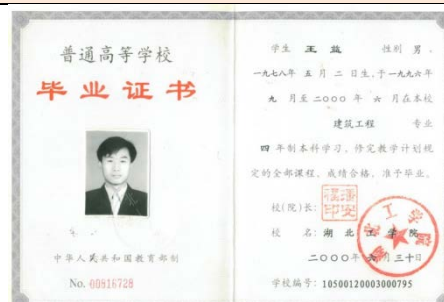 普通高等学校
毕业证书
中华人民共和国教育部制
No. 00816728
学生 王益 性别 男，
一九七八年 五 月 二 日生，于一九九六年
九 月至二000 年 六 月在本校
建筑工程 专业
四 年制本科学习，修完教学计划规
定的全部课程，成绩合格，准予毕业。
校(院)长：
校 名：湖北工学院
二000年六月三十日
学校编号：10500120003000795